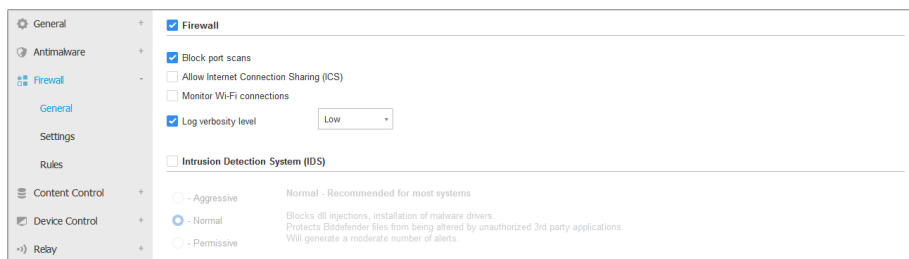 General +
Antimalware +
Firewall -
General
Settings
Rules
Content Control +
Device Control +
Relay +
Firewall
Block port scans
Allow Internet Connection Sharing (ICS)
Monitor Wi-Fi connections
Log verbosity level Low
Intrusion Detection System (IDS)
- Aggressive
- Normal
- Permissive
Normal - Recommended for most systems
Blocks dll injections, installation of malware drivers.
Protects Bitdefender files from being altered by unauthorized 3rd party applications.
Will generate a moderate number of alerts.